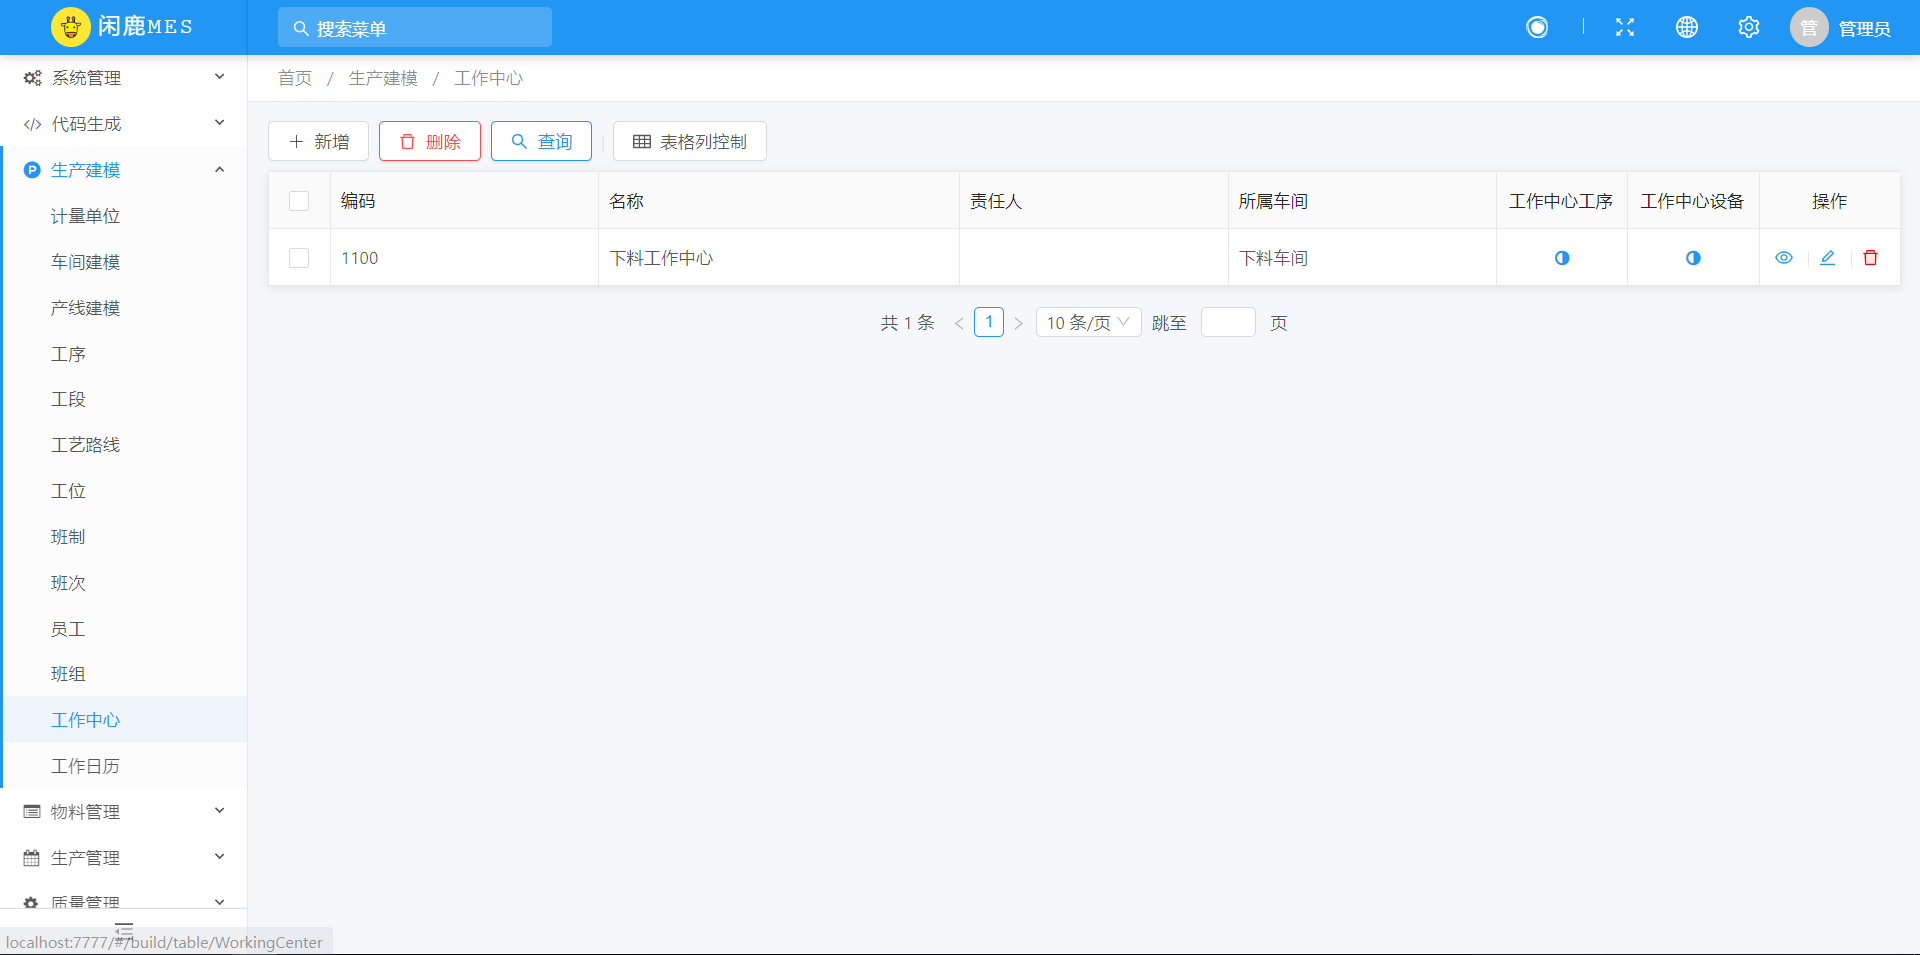 闲鹿MES
搜索菜单
管
管理员
系统管理
代码生成
生产建模
计量单位
车间建模
产线建模
工序
工段
工艺路线
工位
班制
班次
员工
班组
工作中心
工作日历
物料管理
生产管理
质量管理
首页 / 生产建模 / 工作中心
新增 删除 查询 表格列控制
编码 名称 责任人 所属车间 工作中心工序 工作中心设备 操作
1100 下料工作中心 下料车间
共 1 条 < 1 > 10 条/页 跳至 页
localhost:7777/#/build/table/WorkingCenter